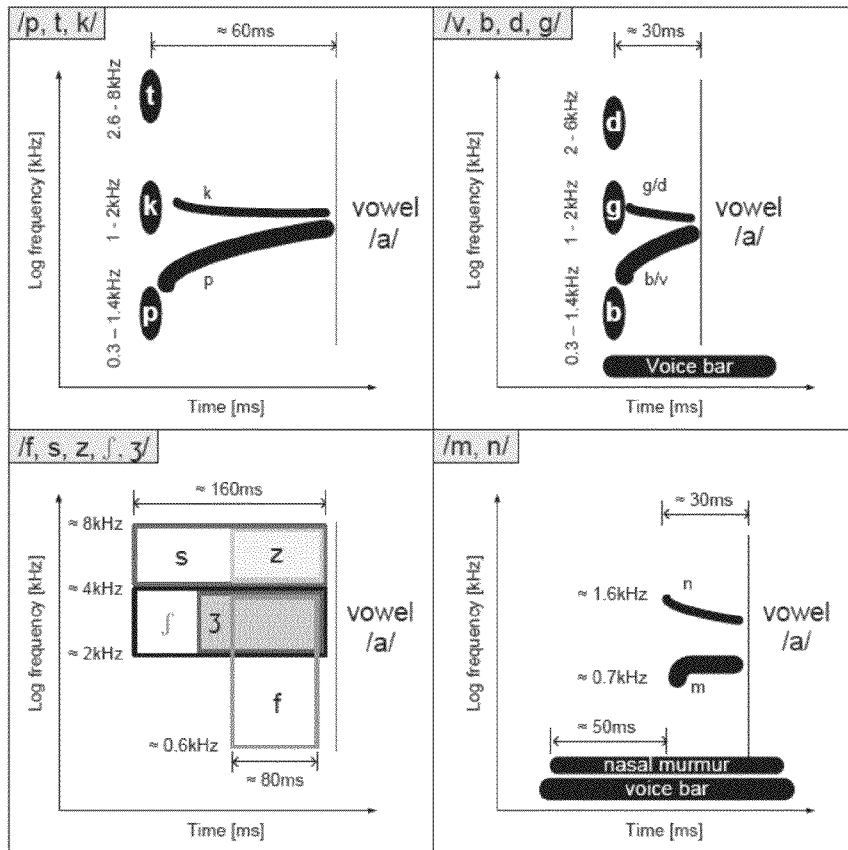 /p, t, k/
≈ 60ms
Log frequency [kHz]
2.6 - 8kHz
1 - 2kHz
0.3 – 1.4kHz
t
k
p
k
p
vowel
/a/
Time [ms]
/v, b, d, g/
≈ 30ms
Log frequency [kHz]
2 - 6kHz
1 - 2kHz
0.3 – 1.4kHz
d
g
b
g/d
b/v
vowel
/a/
Voice bar
Time [ms]
/f, s, z, ʃ, ʒ/
≈ 160ms
Log frequency [kHz]
≈ 8kHz
≈ 4kHz
≈ 2kHz
≈ 0.6kHz
s
z
ʃ
ʒ
f
vowel
/a/
≈ 80ms
Time [ms]
/m, n/
≈ 30ms
Log frequency [kHz]
≈ 1.6kHz
n
≈ 0.7kHz
m
vowel
/a/
≈ 50ms
nasal murmur
voice bar
Time [ms]